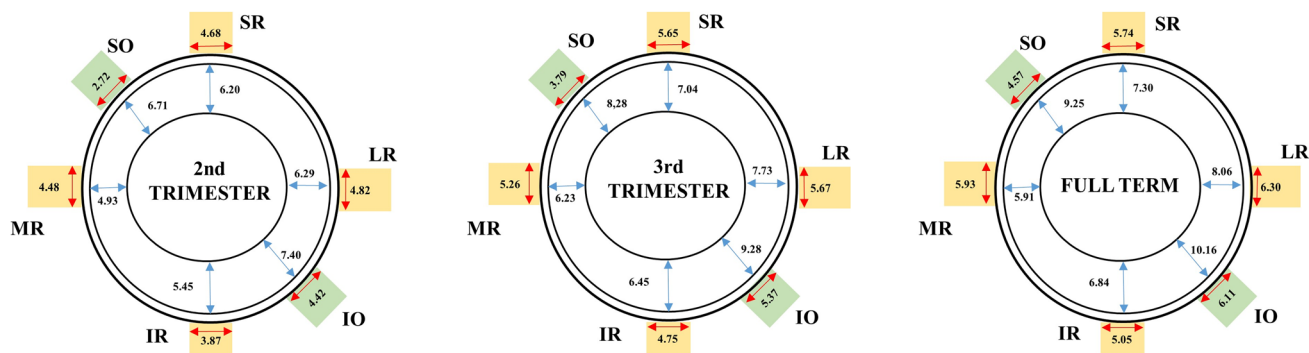 SR
4.68
SO
2.72
6.71
6.20
2nd
TRIMESTER
LR
6.29
4.82
4.48
4.93
MR
7.40
5.45
4.42
IO
IR
3.87
SR
5.65
SO
3.79
8,28
7.04
3rd
TRIMESTER
LR
7.73
5.67
5.26
6.23
MR
9.28
6.45
5.37
IO
IR
4.75
SR
5.74
SO
4.57
9.25
7.30
FULL TERM
LR
8.06
6.30
5.93
5.91
MR
10.16
6.84
6.11
IO
IR
5.05